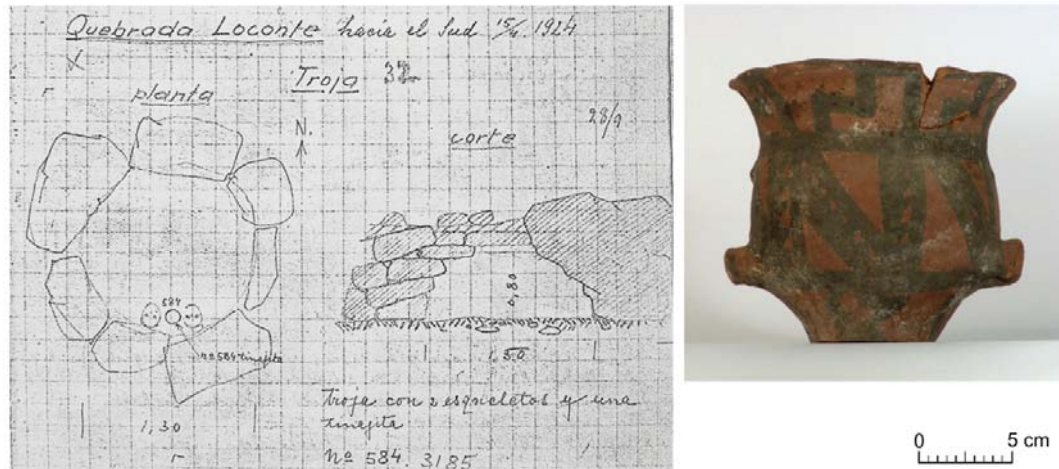 Quebrada Loconte hacia el Sud 15/4. 1924
Troja 32
planta
N.
28/9
corte
584
nº 584 tinajita
0,80
1,50
1,30
Troja con 2 esqueletos y una
tinajita
Nº 584. 3185
0 5 cm